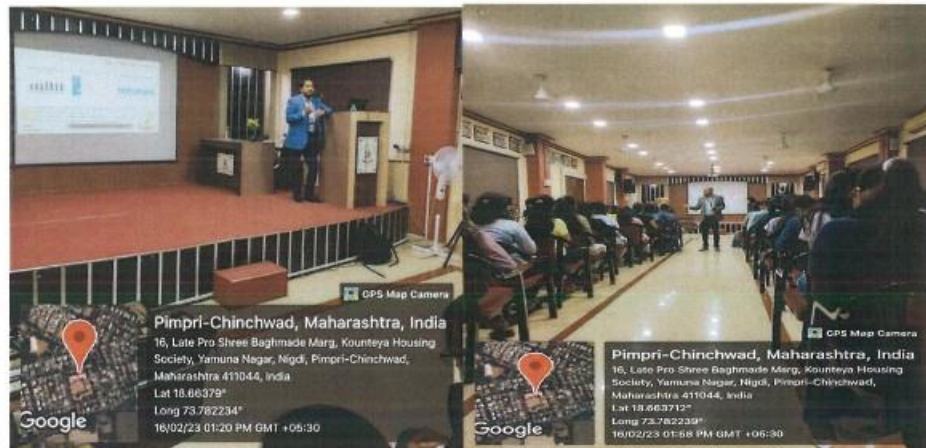 GPS Map Camera
Pimpri-Chinchwad, Maharashtra, India
16, Late Pro Shree Baghmade Marg, Kounteya Housing
Society, Yamuna Nagar, Nigdi, Pimpri-Chinchwad,
Maharashtra 411044, India
Lat 18.66379°
Long 73.782234°
16/02/23 01:20 PM GMT +05:30
Google
GPS Map Camera
Pimpri-Chinchwad, Maharashtra, India
16, Late Pro Shree Baghmade Marg, Kounteya Housing
Society, Yamuna Nagar, Nigdi, Pimpri-Chinchwad,
Maharashtra 411044, India
Lat 18.663712°
Long 73.782239°
16/02/23 01:58 PM GMT +05:30
Google